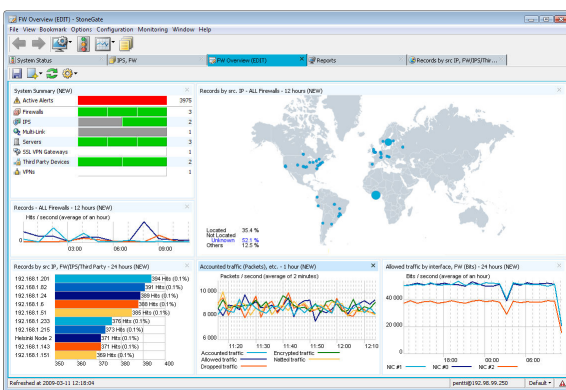 FW Overview (EDIT) - StoneGate
File View Bookmark Options Configuration Monitoring Window Help
System Status
IPS, FW
FW Overview (EDIT)
Reports
Records by src IP, FW/IPS/Thir...
System Summary (NEW)
Active Alerts 3975
Firewalls 3
IPS 2
Multi-Link 1
Servers 3
SSL VPN Gateways 1
Third Party Devices 2
VPNs 1
Records by src. IP - ALL Firewalls - 12 hours (NEW)
Located 35.4 %
Not Located
Unknown 52.1 %
Others 12.5 %
Records - ALL Firewalls - 12 hours (NEW)
Hits / second (average of an hour)
0
03:00 06:00 09:00
Records by src IP, FW/IPS/Third Party - 24 hours (NEW)
192.168.1.201 394 Hits (0.1%)
192.168.1.82 391 Hits (0.1%)
192.168.1.24 389 Hits (0.1%)
192.168.1.6 388 Hits (0.1%)
192.168.1.51 385 Hits (0.1%)
192.168.1.233 376 Hits (0.1%)
192.168.1.215 373 Hits (0.1%)
Helsinki Node 2 371 Hits (0.1%)
192.168.1.143 371 Hits (0.1%)
192.168.1.151 369 Hits (0.1%)
350 360 370 380 390 400
Accounted traffic (Packets), etc. - 1 hour (NEW)
Packets / second (average of 2 minutes)
10 000
8 000
6 000
11:20 11:30 11:40 11:50 12:00 12:10
Accounted traffic Encrypted traffic
Allowed traffic Natted traffic
Dropped traffic
Allowed traffic by interface, FW (Bits) - 24 hours (NEW)
Bits / second (average of an hour)
40 000
20 000
0
18:00 00:00 06:00
NIC #1 NIC #3 NIC #2
Refreshed at 2009-03-11 12:18:04
pentti@192.98.99.250
Default